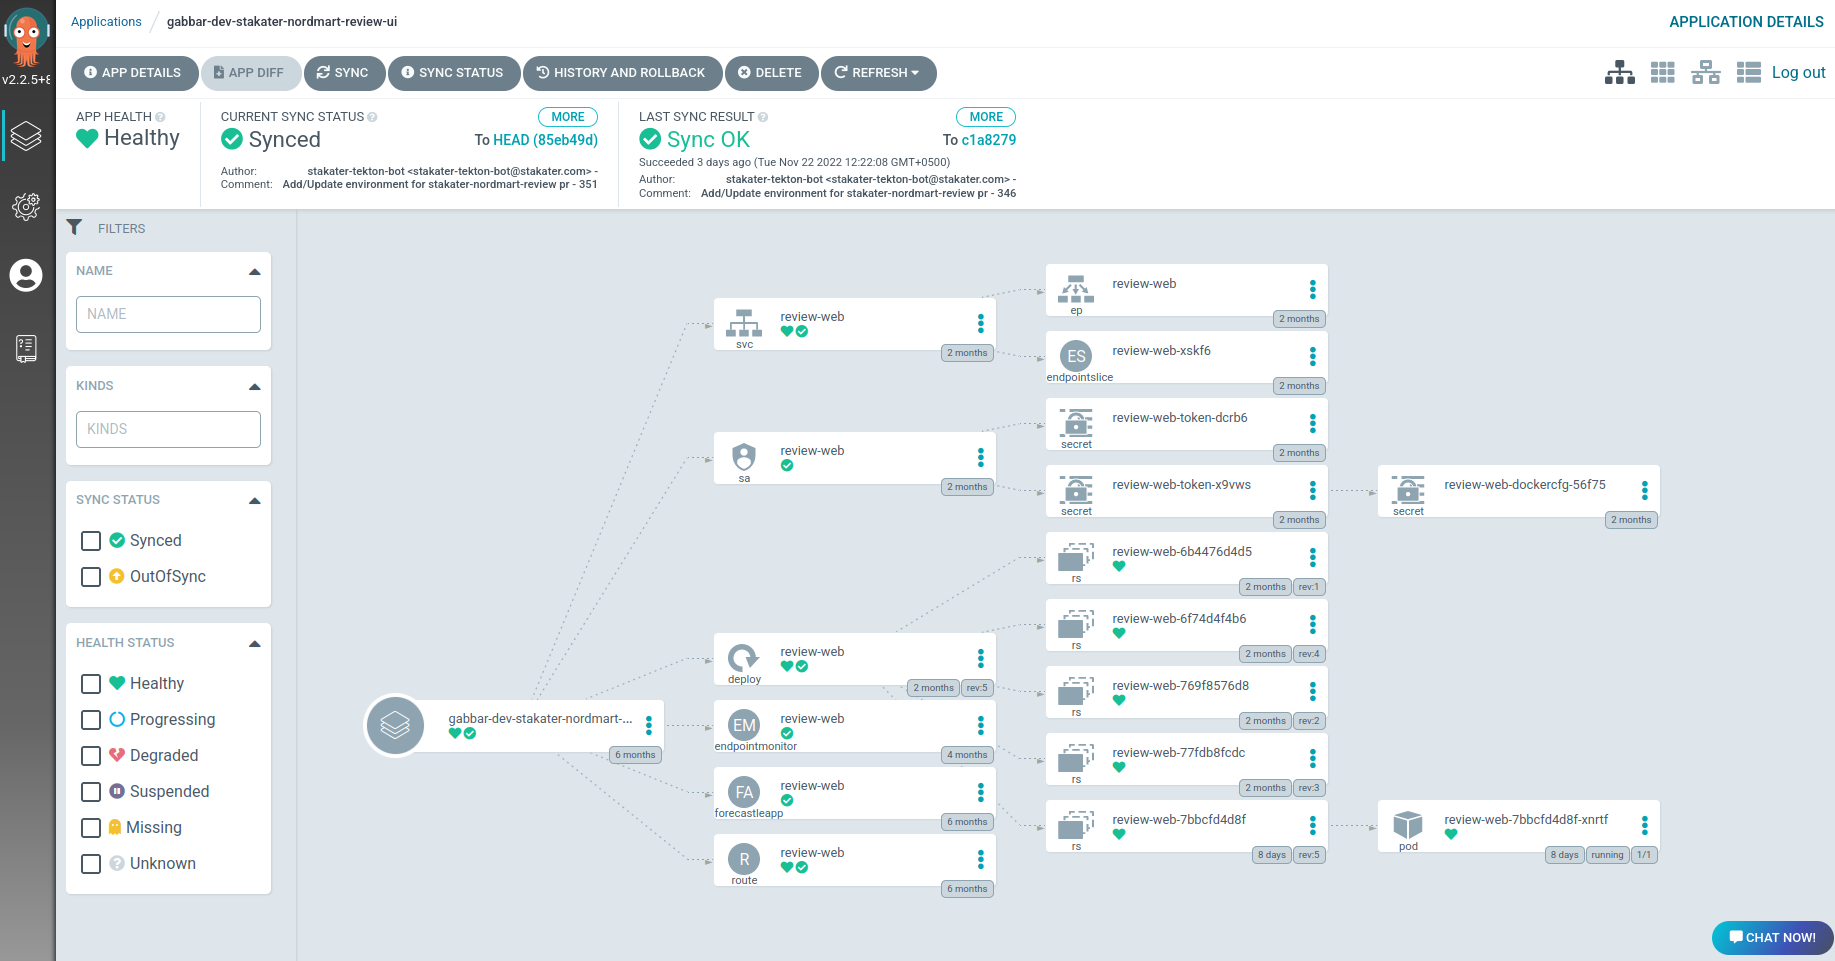 Applications / gabbar-dev-stakater-nordmart-review-ui
APPLICATION DETAILS
v2.2.5+8
APP DETAILS
APP DIFF
SYNC
SYNC STATUS
HISTORY AND ROLLBACK
DELETE
REFRESH
Log out
APP HEALTH
Healthy
CURRENT SYNC STATUS
MORE
Synced
To HEAD (85eb49d)
Author: stakater-tekton-bot <stakater-tekton-bot@stakater.com> -
Comment: Add/Update environment for stakater-nordmart-review pr - 351
LAST SYNC RESULT
MORE
Sync OK
To c1a8279
Succeeded 3 days ago (Tue Nov 22 2022 12:22:08 GMT+0500)
Author: stakater-tekton-bot <stakater-tekton-bot@stakater.com> -
Comment: Add/Update environment for stakater-nordmart-review pr - 346
FILTERS
NAME
NAME
KINDS
KINDS
SYNC STATUS
Synced
OutOfSync
HEALTH STATUS
Healthy
Progressing
Degraded
Suspended
Missing
Unknown
gabbar-dev-stakater-nordmart-...
6 months
review-web
svc
2 months
review-web
sa
2 months
review-web
deploy
2 months
rev:5
EM
review-web
endpointmonitor
4 months
FA
review-web
forecastleapp
6 months
R
review-web
route
6 months
review-web
ep
2 months
ES
review-web-xskf6
endpointslice
2 months
review-web-token-dcrb6
secret
2 months
review-web-token-x9vws
secret
2 months
review-web-6b4476d4d5
rs
2 months
rev:1
review-web-6f74d4f4b6
rs
2 months
rev:4
review-web-769f8576d8
rs
2 months
rev:2
review-web-77fdb8fcdc
rs
2 months
rev:3
review-web-7bbcfd4d8f
rs
8 days
rev:5
review-web-dockercfg-56f75
secret
2 months
review-web-7bbcfd4d8f-xnrtf
pod
8 days
running
1/1
CHAT NOW!